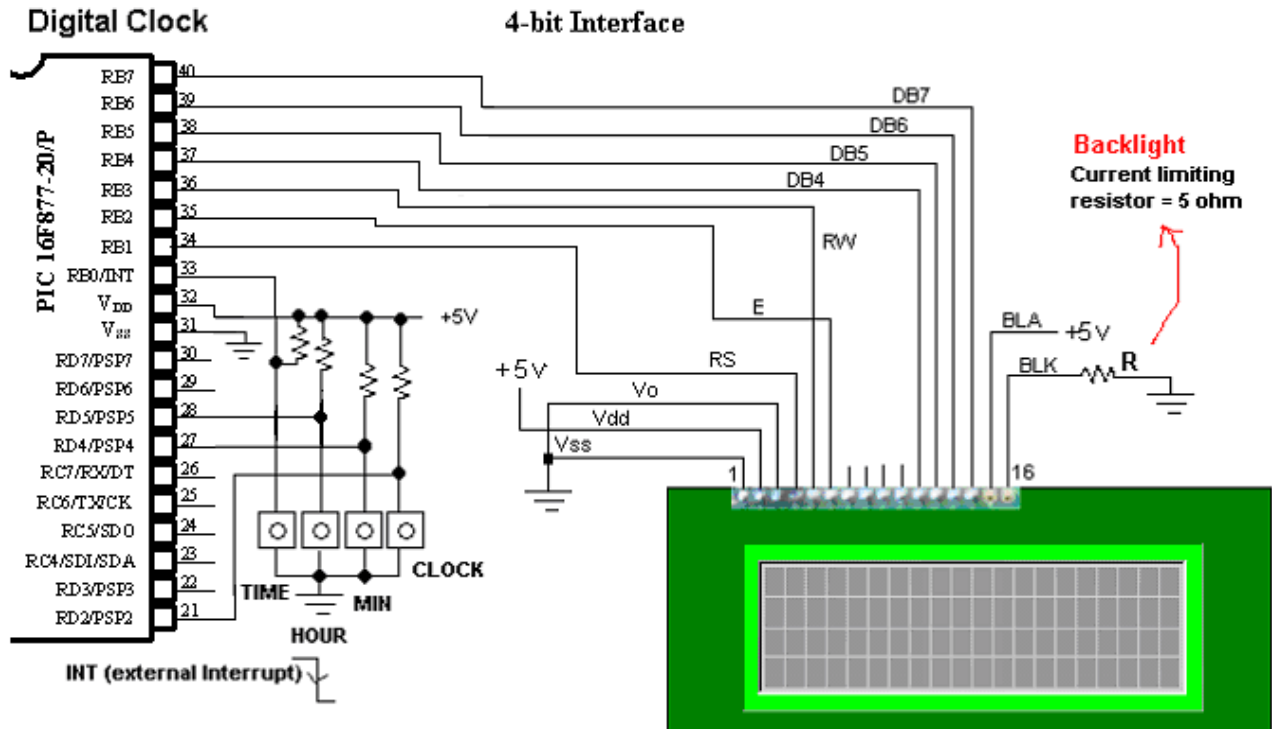 Digital Clock
4-bit Interface
PIC 16F877-20/P
RB7 40
RB6 39
RB5 38
RB4 37
RB3 36
RB2 35
RB1 34
RB0/INT 33
VDD 32
VSS 31
RD7/PSP7 30
RD6/PSP6 29
RD5/PSP5 28
RD4/PSP4 27
RC7/RX/DT 26
RC6/TX/CK 25
RC5/SDO 24
RC4/SDI/SDA 23
RD3/PSP3 22
RD2/PSP2 21
+5V
TIME
HOUR
MIN
CLOCK
INT (external Interrupt)
DB7
DB6
DB5
DB4
RW
E
RS
+5V
Vo
Vdd
Vss
1
16
BLA
+5V
BLK
R
Backlight
Current limiting
resistor = 5 ohm